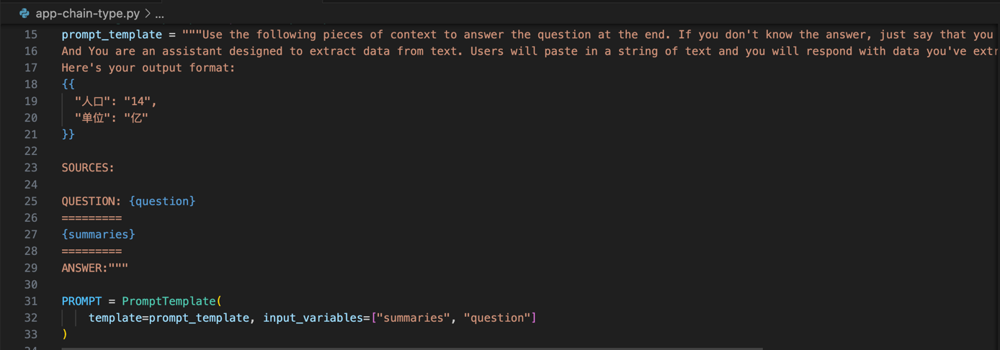 app-chain-type.py > ...
15 prompt_template = """Use the following pieces of context to answer the question at the end. If you don't know the answer, just say that you
16 And You are an assistant designed to extract data from text. Users will paste in a string of text and you will respond with data you've extr
17 Here's your output format:
18 {{
19 "人口": "14",
20 "单位": "亿"
21 }}
22
23 SOURCES:
24
25 QUESTION: {question}
26 =========
27 {summaries}
28 =========
29 ANSWER:"""
30
31 PROMPT = PromptTemplate(
32 template=prompt_template, input_variables=["summaries", "question"]
33 )